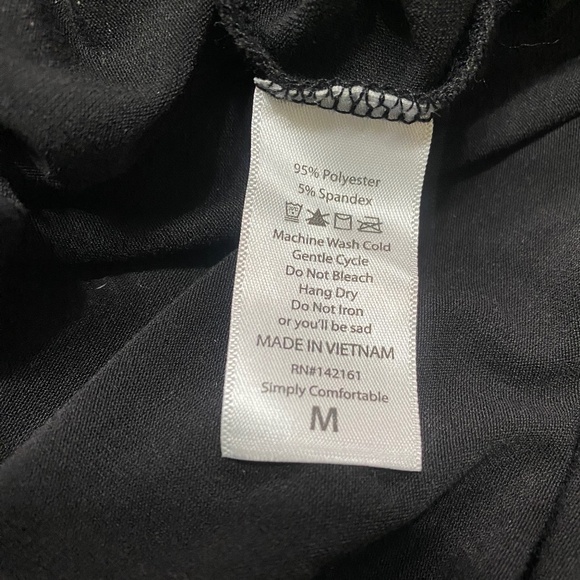 95% Polyester
5% Spandex
Machine Wash Cold
Gentle Cycle
Do Not Bleach
Hang Dry
Do Not Iron
or you'll be sad
MADE IN VIETNAM
RN#142161
Simply Comfortable
M